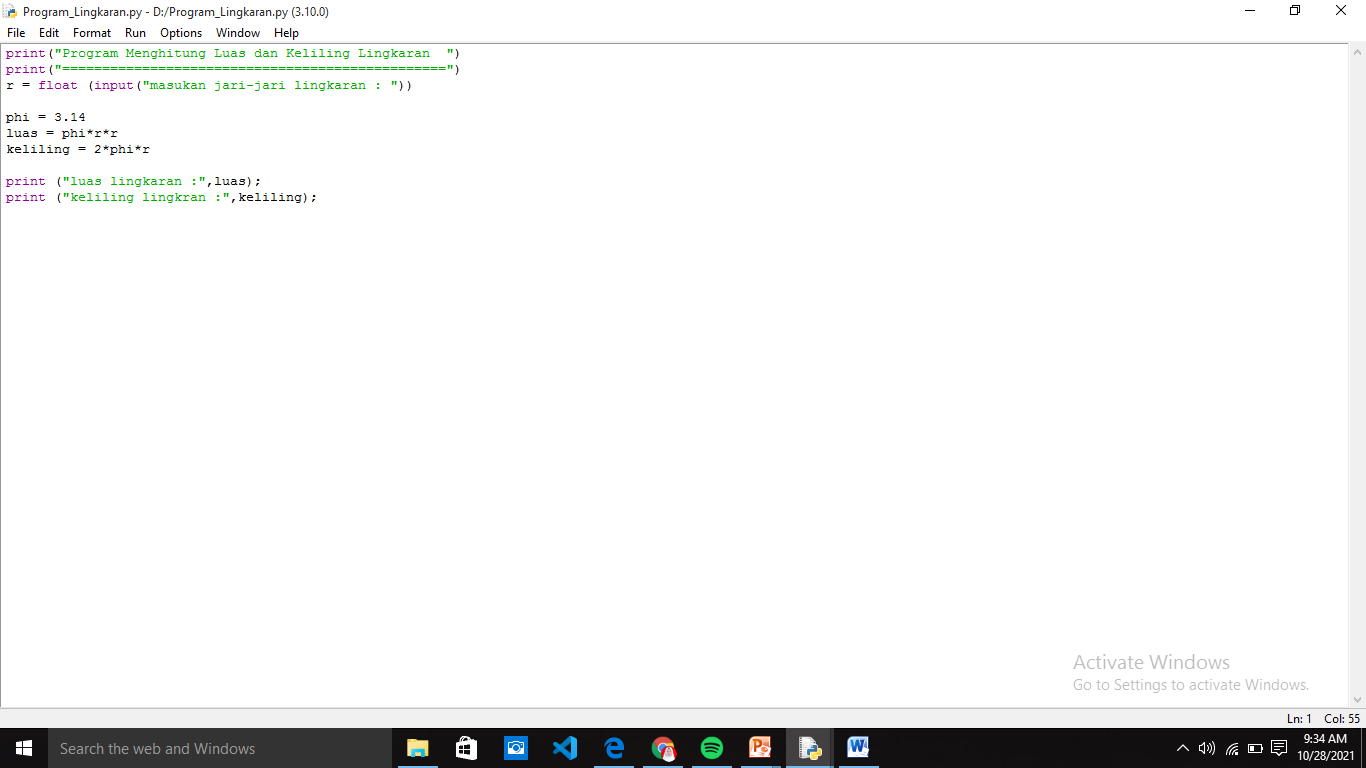 Program_Lingkaran.py - D:/Program_Lingkaran.py (3.10.0)
File Edit Format Run Options Window Help
print("Program Menghitung Luas dan Keliling Lingkaran  ")
print("================================================")
r = float (input("masukan jari-jari lingkaran : "))
phi = 3.14
luas = phi*r*r
keliling = 2*phi*r
print ("luas lingkaran :",luas);
print ("keliling lingkran :",keliling);
Activate Windows
Go to Settings to activate Windows.
Ln: 1 Col: 55
Search the web and Windows
9:34 AM
10/28/2021